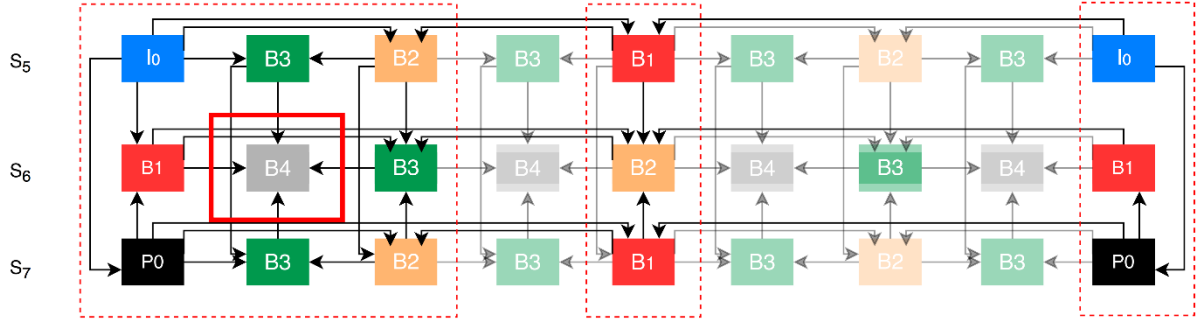 S5 I0 B3 B2 B3 B1 B3 B2 B3 I0
S6 B1 B4 B3 B4 B2 B4 B3 B4 B1
S7 P0 B3 B2 B3 B1 B3 B2 B3 P0